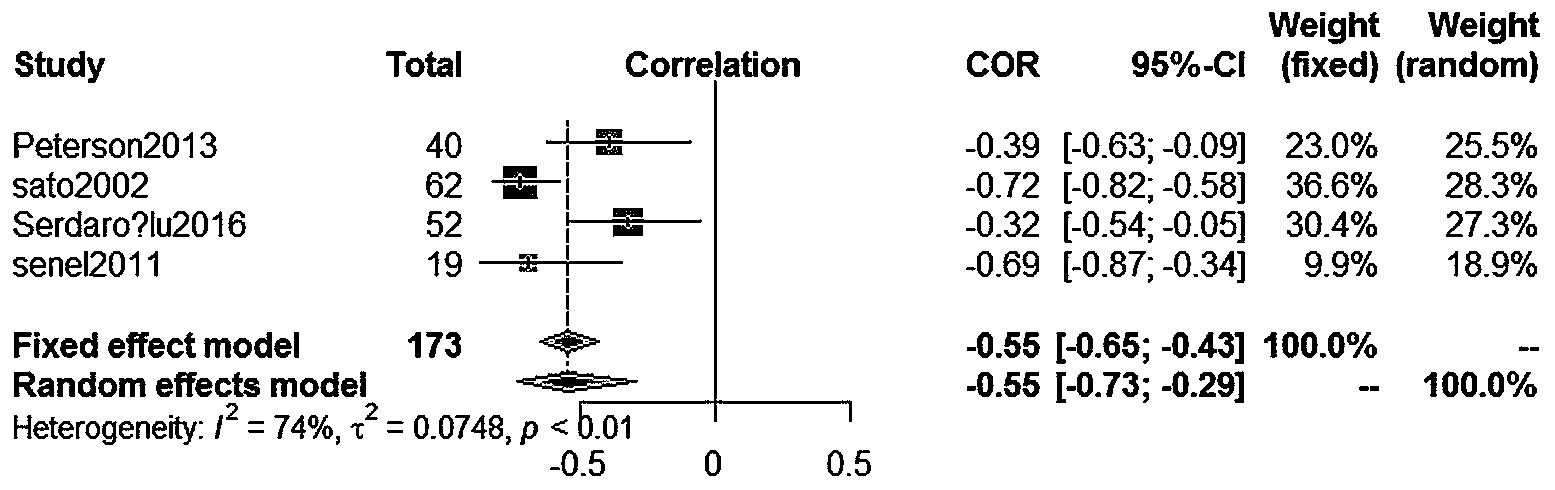 Weight Weight
Study Total Correlation COR 95%-CI (fixed) (random)
Peterson2013 40 -0.39 [-0.63; -0.09] 23.0% 25.5%
sato2002 62 -0.72 [-0.82; -0.58] 36.6% 28.3%
Serdaro?lu2016 52 -0.32 [-0.54; -0.05] 30.4% 27.3%
senel2011 19 -0.69 [-0.87; -0.34] 9.9% 18.9%
Fixed effect model 173 -0.55 [-0.65; -0.43] 100.0% --
Random effects model -0.55 [-0.73; -0.29] -- 100.0%
Heterogeneity: I² = 74%, τ² = 0.0748, p < 0.01
-0.5 0 0.5